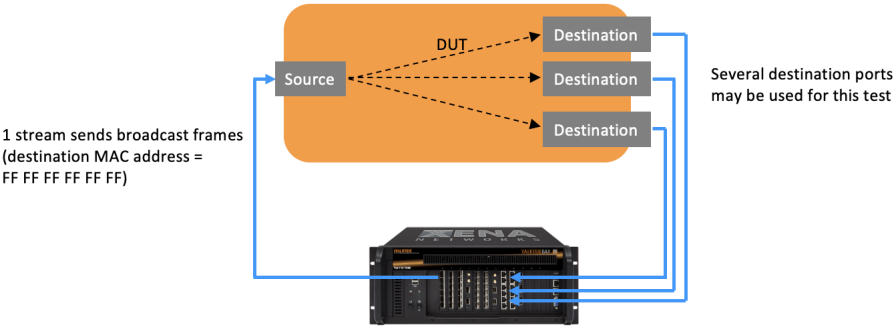 DUT
Destination
Source
Destination
Destination
Several destination ports
may be used for this test
1 stream sends broadcast frames
(destination MAC address =
FF FF FF FF FF FF)
XENA
NETWORKS